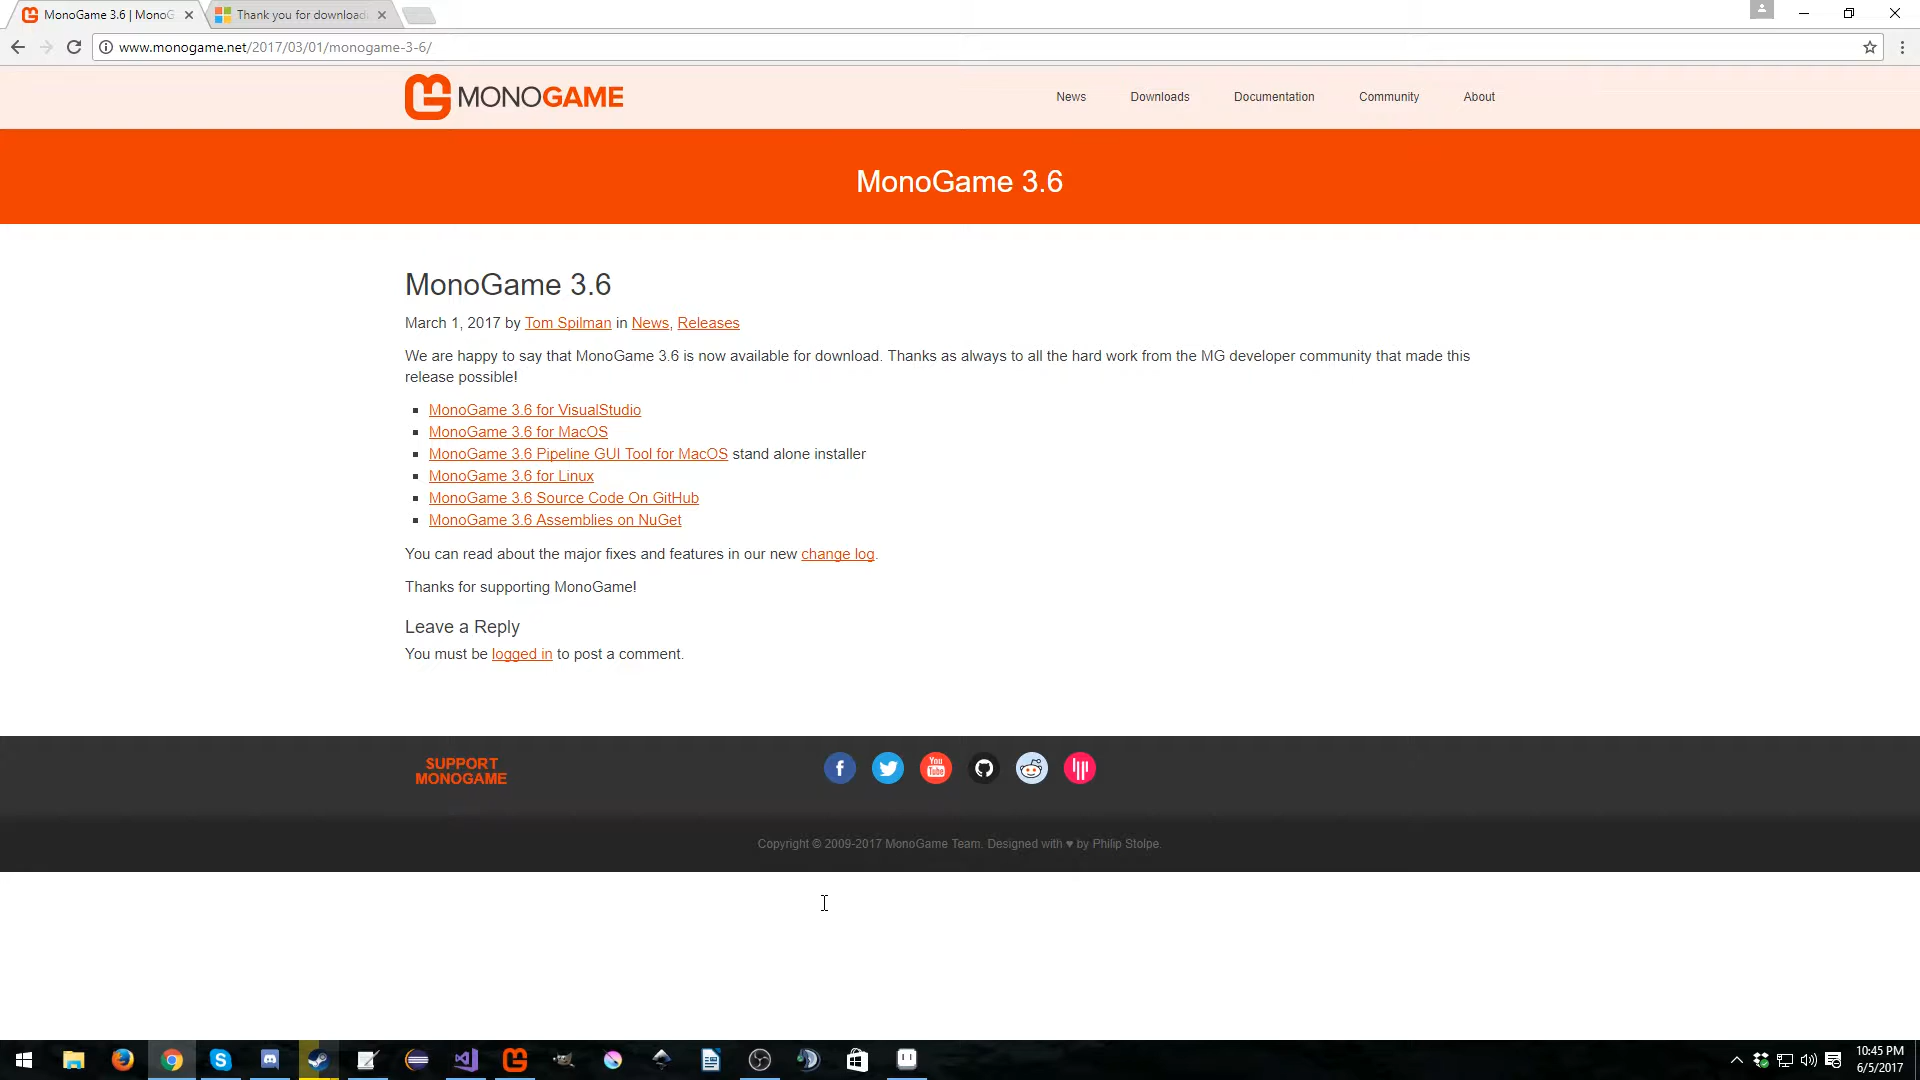 MonoGame 3.6 | MonoG
Thank you for download
www.monogame.net/2017/03/01/monogame-3-6/
MONOGAME
News
Downloads
Documentation
Community
About
MonoGame 3.6
MonoGame 3.6
March 1, 2017 by Tom Spilman in News, Releases
We are happy to say that MonoGame 3.6 is now available for download. Thanks as always to all the hard work from the MG developer community that made this
release possible!
MonoGame 3.6 for VisualStudio
MonoGame 3.6 for MacOS
MonoGame 3.6 Pipeline GUI Tool for MacOS stand alone installer
MonoGame 3.6 for Linux
MonoGame 3.6 Source Code On GitHub
MonoGame 3.6 Assemblies on NuGet
You can read about the major fixes and features in our new change log.
Thanks for supporting MonoGame!
Leave a Reply
You must be logged in to post a comment.
SUPPORT
MONOGAME
You
Tube
Copyright © 2009-2017 MonoGame Team. Designed with ♥ by Philip Stolpe.
10:45 PM
6/5/2017